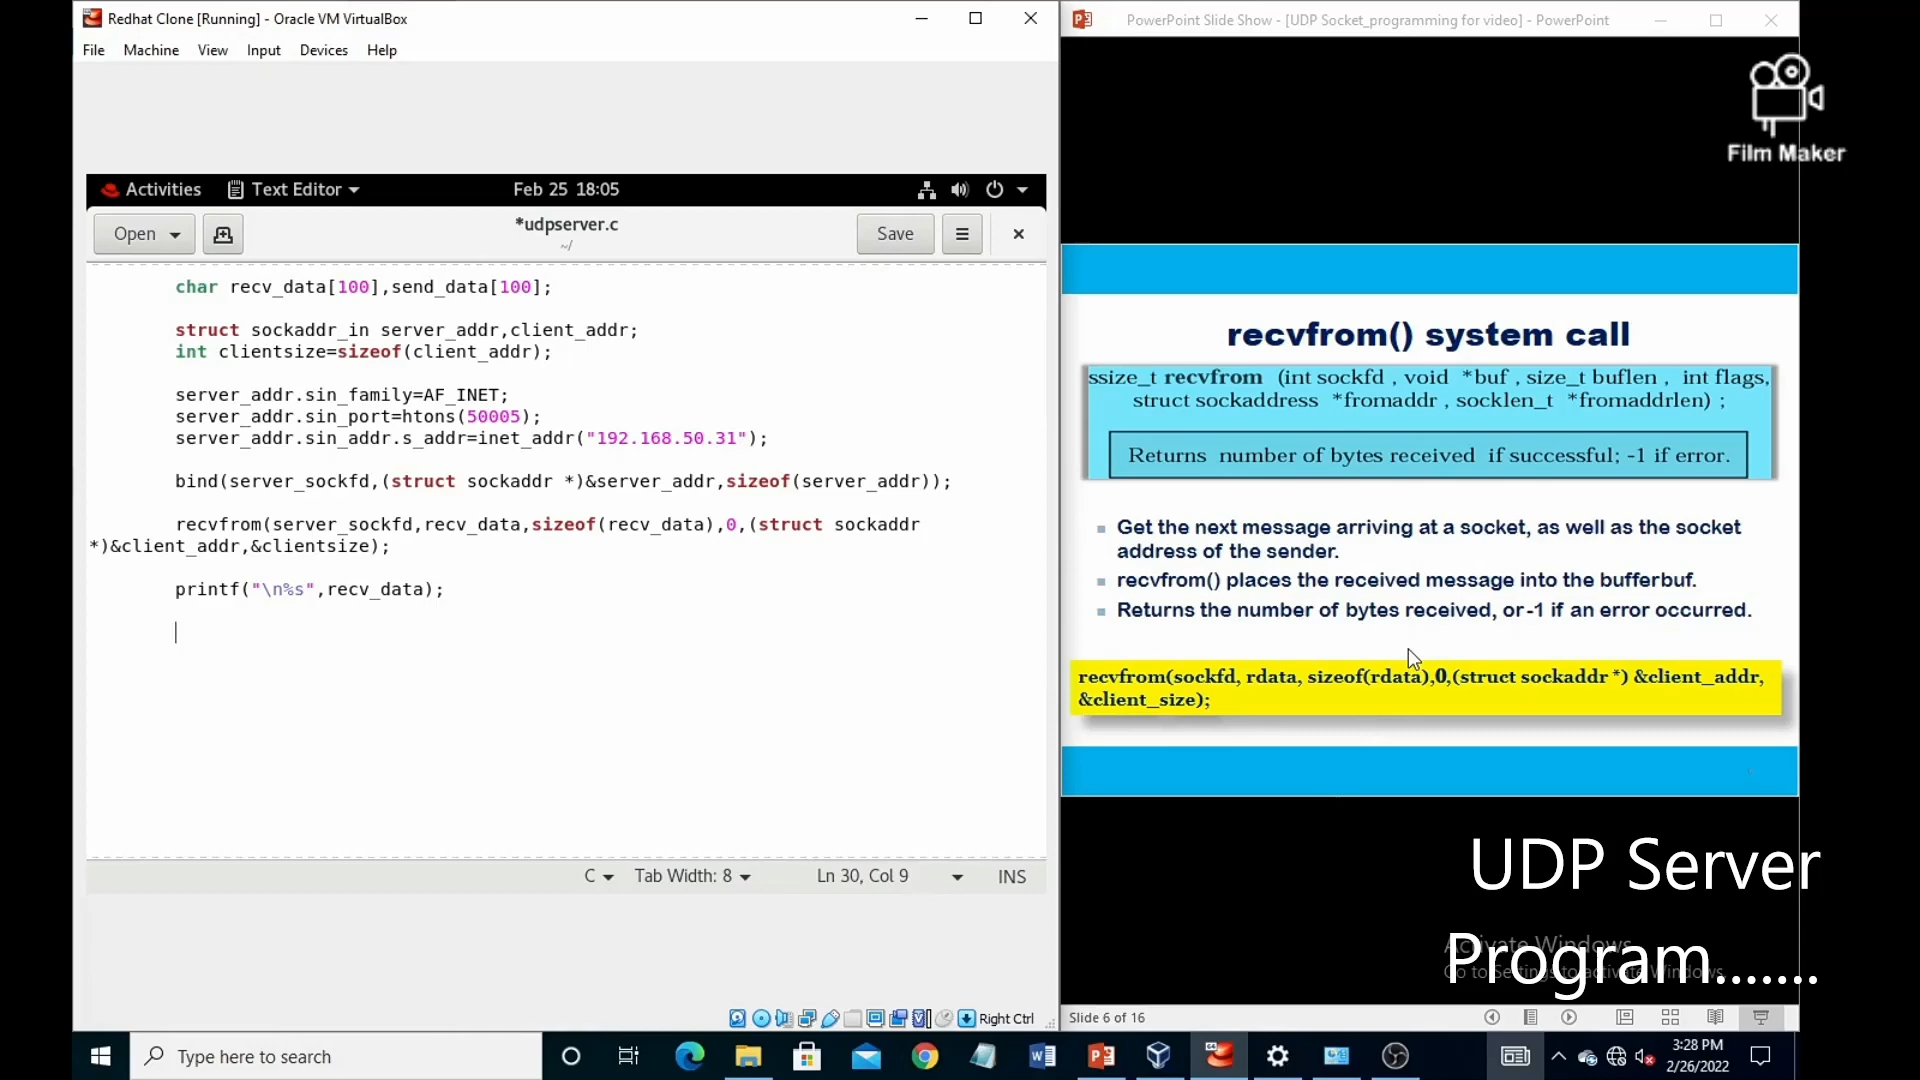 Redhat Clone [Running] - Oracle VM VirtualBox
File Machine View Input Devices Help
Activities Text Editor Feb 25 18:05
Open *udpserver.c Save
~/
char recv_data[100],send_data[100];
struct sockaddr_in server_addr,client_addr;
int clientsize=sizeof(client_addr);
server_addr.sin_family=AF_INET;
server_addr.sin_port=htons(50005);
server_addr.sin_addr.s_addr=inet_addr("192.168.50.31");
bind(server_sockfd,(struct sockaddr *)&server_addr,sizeof(server_addr));
recvfrom(server_sockfd,recv_data,sizeof(recv_data),0,(struct sockaddr
*)&client_addr,&clientsize);
printf("\n%s",recv_data);
C Tab Width: 8 Ln 30, Col 9 INS
Right Ctrl
PowerPoint Slide Show - [UDP Socket_programming for video] - PowerPoint
Film Maker
recvfrom() system call
ssize_t recvfrom (int sockfd , void *buf , size_t buflen , int flags,
struct sockaddress *fromaddr , socklen_t *fromaddrlen) ;
Returns number of bytes received if successful; -1 if error.
Get the next message arriving at a socket, as well as the socket
address of the sender.
recvfrom() places the received message into the bufferbuf.
Returns the number of bytes received, or -1 if an error occurred.
recvfrom(sockfd, rdata, sizeof(rdata),0,(struct sockaddr *) &client_addr,
&client_size);
UDP Server
Program.......
Activate Windows
Go to Settings to activate Windows.
Slide 6 of 16
Type here to search
3:28 PM
2/26/2022